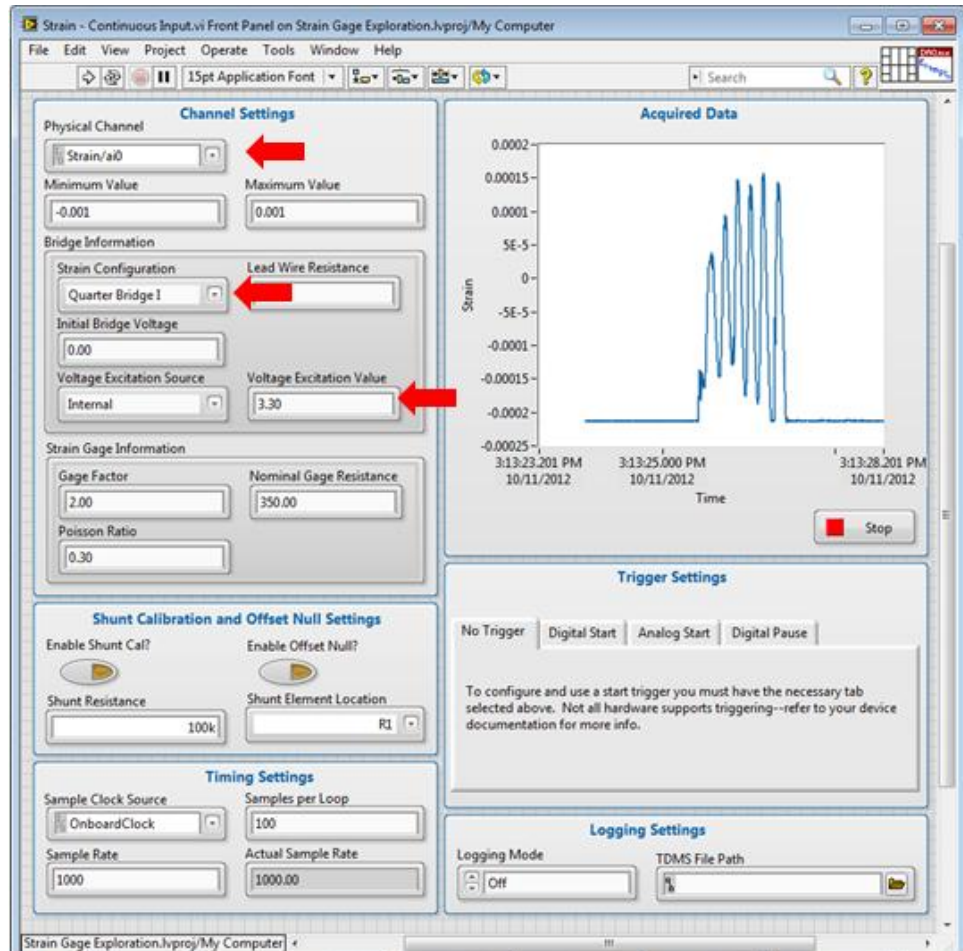 Strain - Continuous Input.vi Front Panel on Strain Gage Exploration.lvproj/My Computer
File Edit View Project Operate Tools Window Help
15pt Application Font
Search
Channel Settings
Physical Channel
Strain/ai0
Minimum Value Maximum Value
-0.001 0.001
Bridge Information
Strain Configuration Lead Wire Resistance
Quarter Bridge I
Initial Bridge Voltage
0.00
Voltage Excitation Source Voltage Excitation Value
Internal 3.30
Strain Gage Information
Gage Factor Nominal Gage Resistance
2.00 350.00
Poisson Ratio
0.30
Shunt Calibration and Offset Null Settings
Enable Shunt Cal? Enable Offset Null?
Shunt Resistance Shunt Element Location
100k R1
Timing Settings
Sample Clock Source Samples per Loop
OnboardClock 100
Sample Rate Actual Sample Rate
1000 1000.00
Acquired Data
0.0002
0.00015
0.0001
5E-5
0
-5E-5
-0.0001
-0.00015
-0.0002
-0.00025
Strain
3:13:23.201 PM 3:13:25.000 PM 3:13:28.201 PM
10/11/2012 10/11/2012 10/11/2012
Time
Stop
Trigger Settings
No Trigger Digital Start Analog Start Digital Pause
To configure and use a start trigger you must have the necessary tab
selected above. Not all hardware supports triggering--refer to your device
documentation for more info.
Logging Settings
Logging Mode TDMS File Path
Off
Strain Gage Exploration.lvproj/My Computer